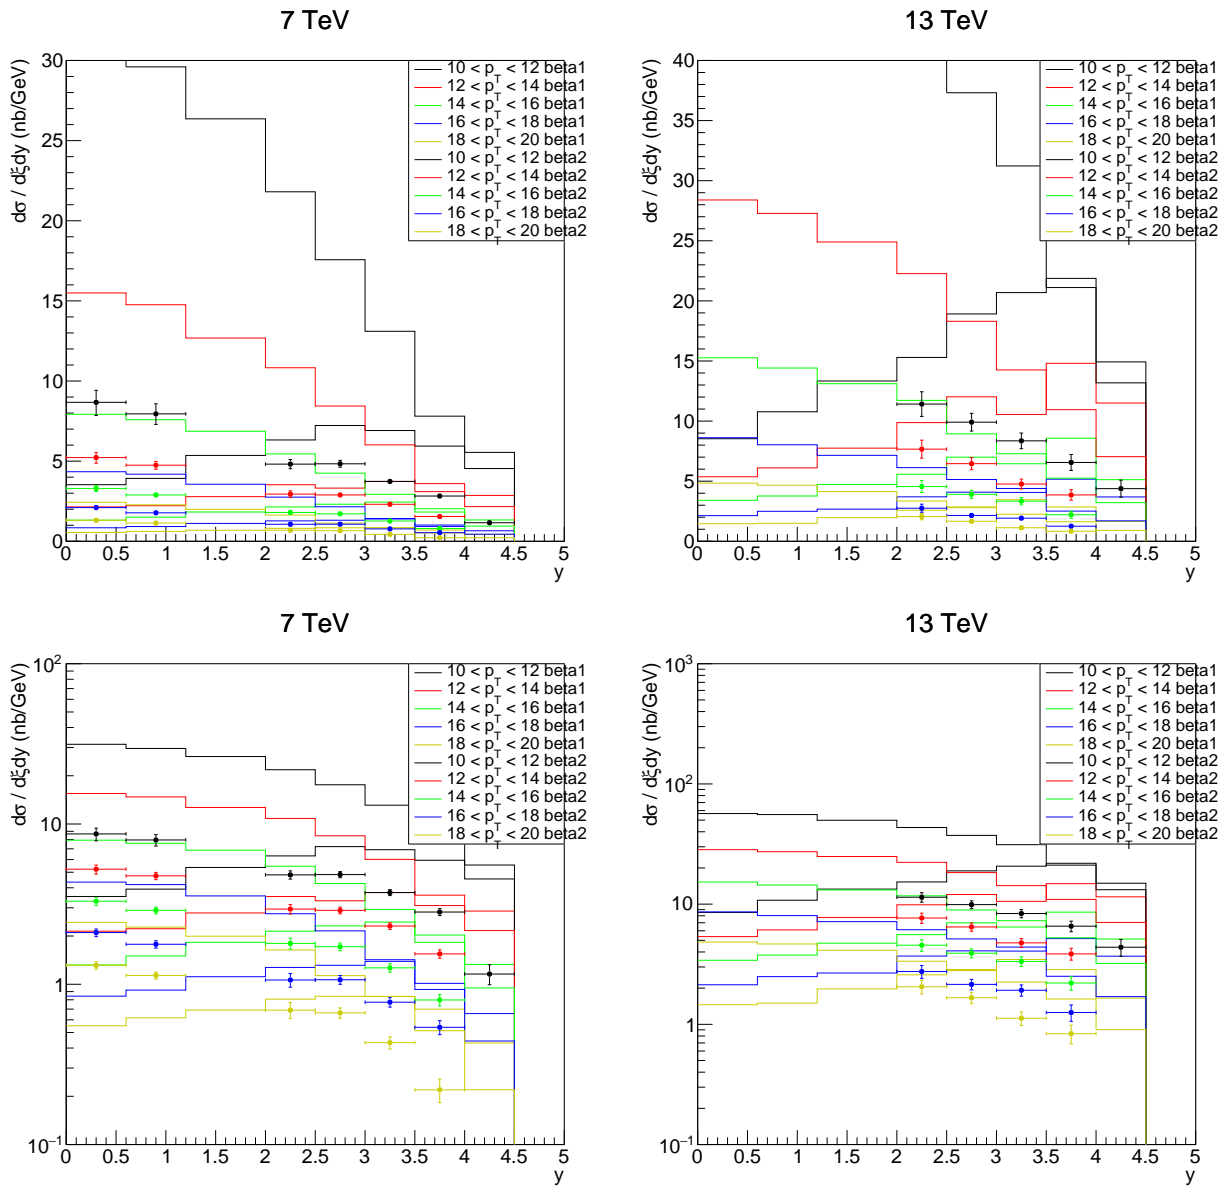 7 TeV
dσ / dξdy (nb/GeV)
30
25
20
15
10
5
0
0 0.5 1 1.5 2 2.5 3 3.5 4 4.5 5
y
10 < p_T < 12 beta1
12 < p_T < 14 beta1
14 < p_T < 16 beta1
16 < p_T < 18 beta1
18 < p_T < 20 beta1
10 < p_T < 12 beta2
12 < p_T < 14 beta2
14 < p_T < 16 beta2
16 < p_T < 18 beta2
18 < p_T < 20 beta2
13 TeV
dσ / dξdy (nb/GeV)
40
35
30
25
20
15
10
5
0
0 0.5 1 1.5 2 2.5 3 3.5 4 4.5 5
y
10 < p_T < 12 beta1
12 < p_T < 14 beta1
14 < p_T < 16 beta1
16 < p_T < 18 beta1
18 < p_T < 20 beta1
10 < p_T < 12 beta2
12 < p_T < 14 beta2
14 < p_T < 16 beta2
16 < p_T < 18 beta2
18 < p_T < 20 beta2
7 TeV
dσ / dξdy (nb/GeV)
10²
10
1
10⁻¹
0 0.5 1 1.5 2 2.5 3 3.5 4 4.5 5
y
10 < p_T < 12 beta1
12 < p_T < 14 beta1
14 < p_T < 16 beta1
16 < p_T < 18 beta1
18 < p_T < 20 beta1
10 < p_T < 12 beta2
12 < p_T < 14 beta2
14 < p_T < 16 beta2
16 < p_T < 18 beta2
18 < p_T < 20 beta2
13 TeV
dσ / dξdy (nb/GeV)
10³
10²
10
1
10⁻¹
0 0.5 1 1.5 2 2.5 3 3.5 4 4.5 5
y
10 < p_T < 12 beta1
12 < p_T < 14 beta1
14 < p_T < 16 beta1
16 < p_T < 18 beta1
18 < p_T < 20 beta1
10 < p_T < 12 beta2
12 < p_T < 14 beta2
14 < p_T < 16 beta2
16 < p_T < 18 beta2
18 < p_T < 20 beta2